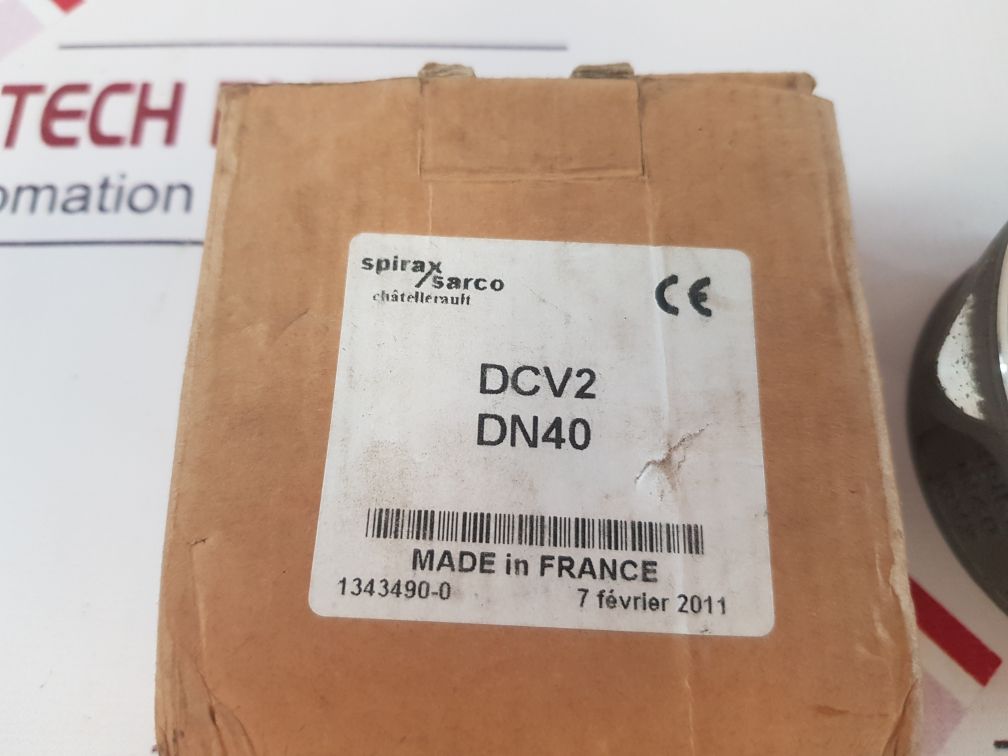 TECH
omation
spirax
sarco
châtellerault
CE
DCV2
DN40
MADE in FRANCE
1343490-0 7 février 2011